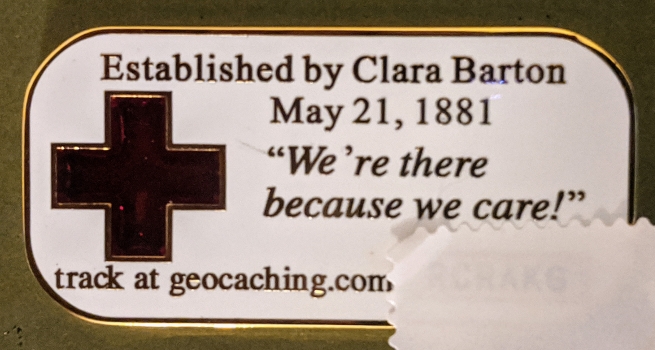 Established by Clara Barton
May 21, 1881
“We’re there
because we care!”
track at geocaching.com,